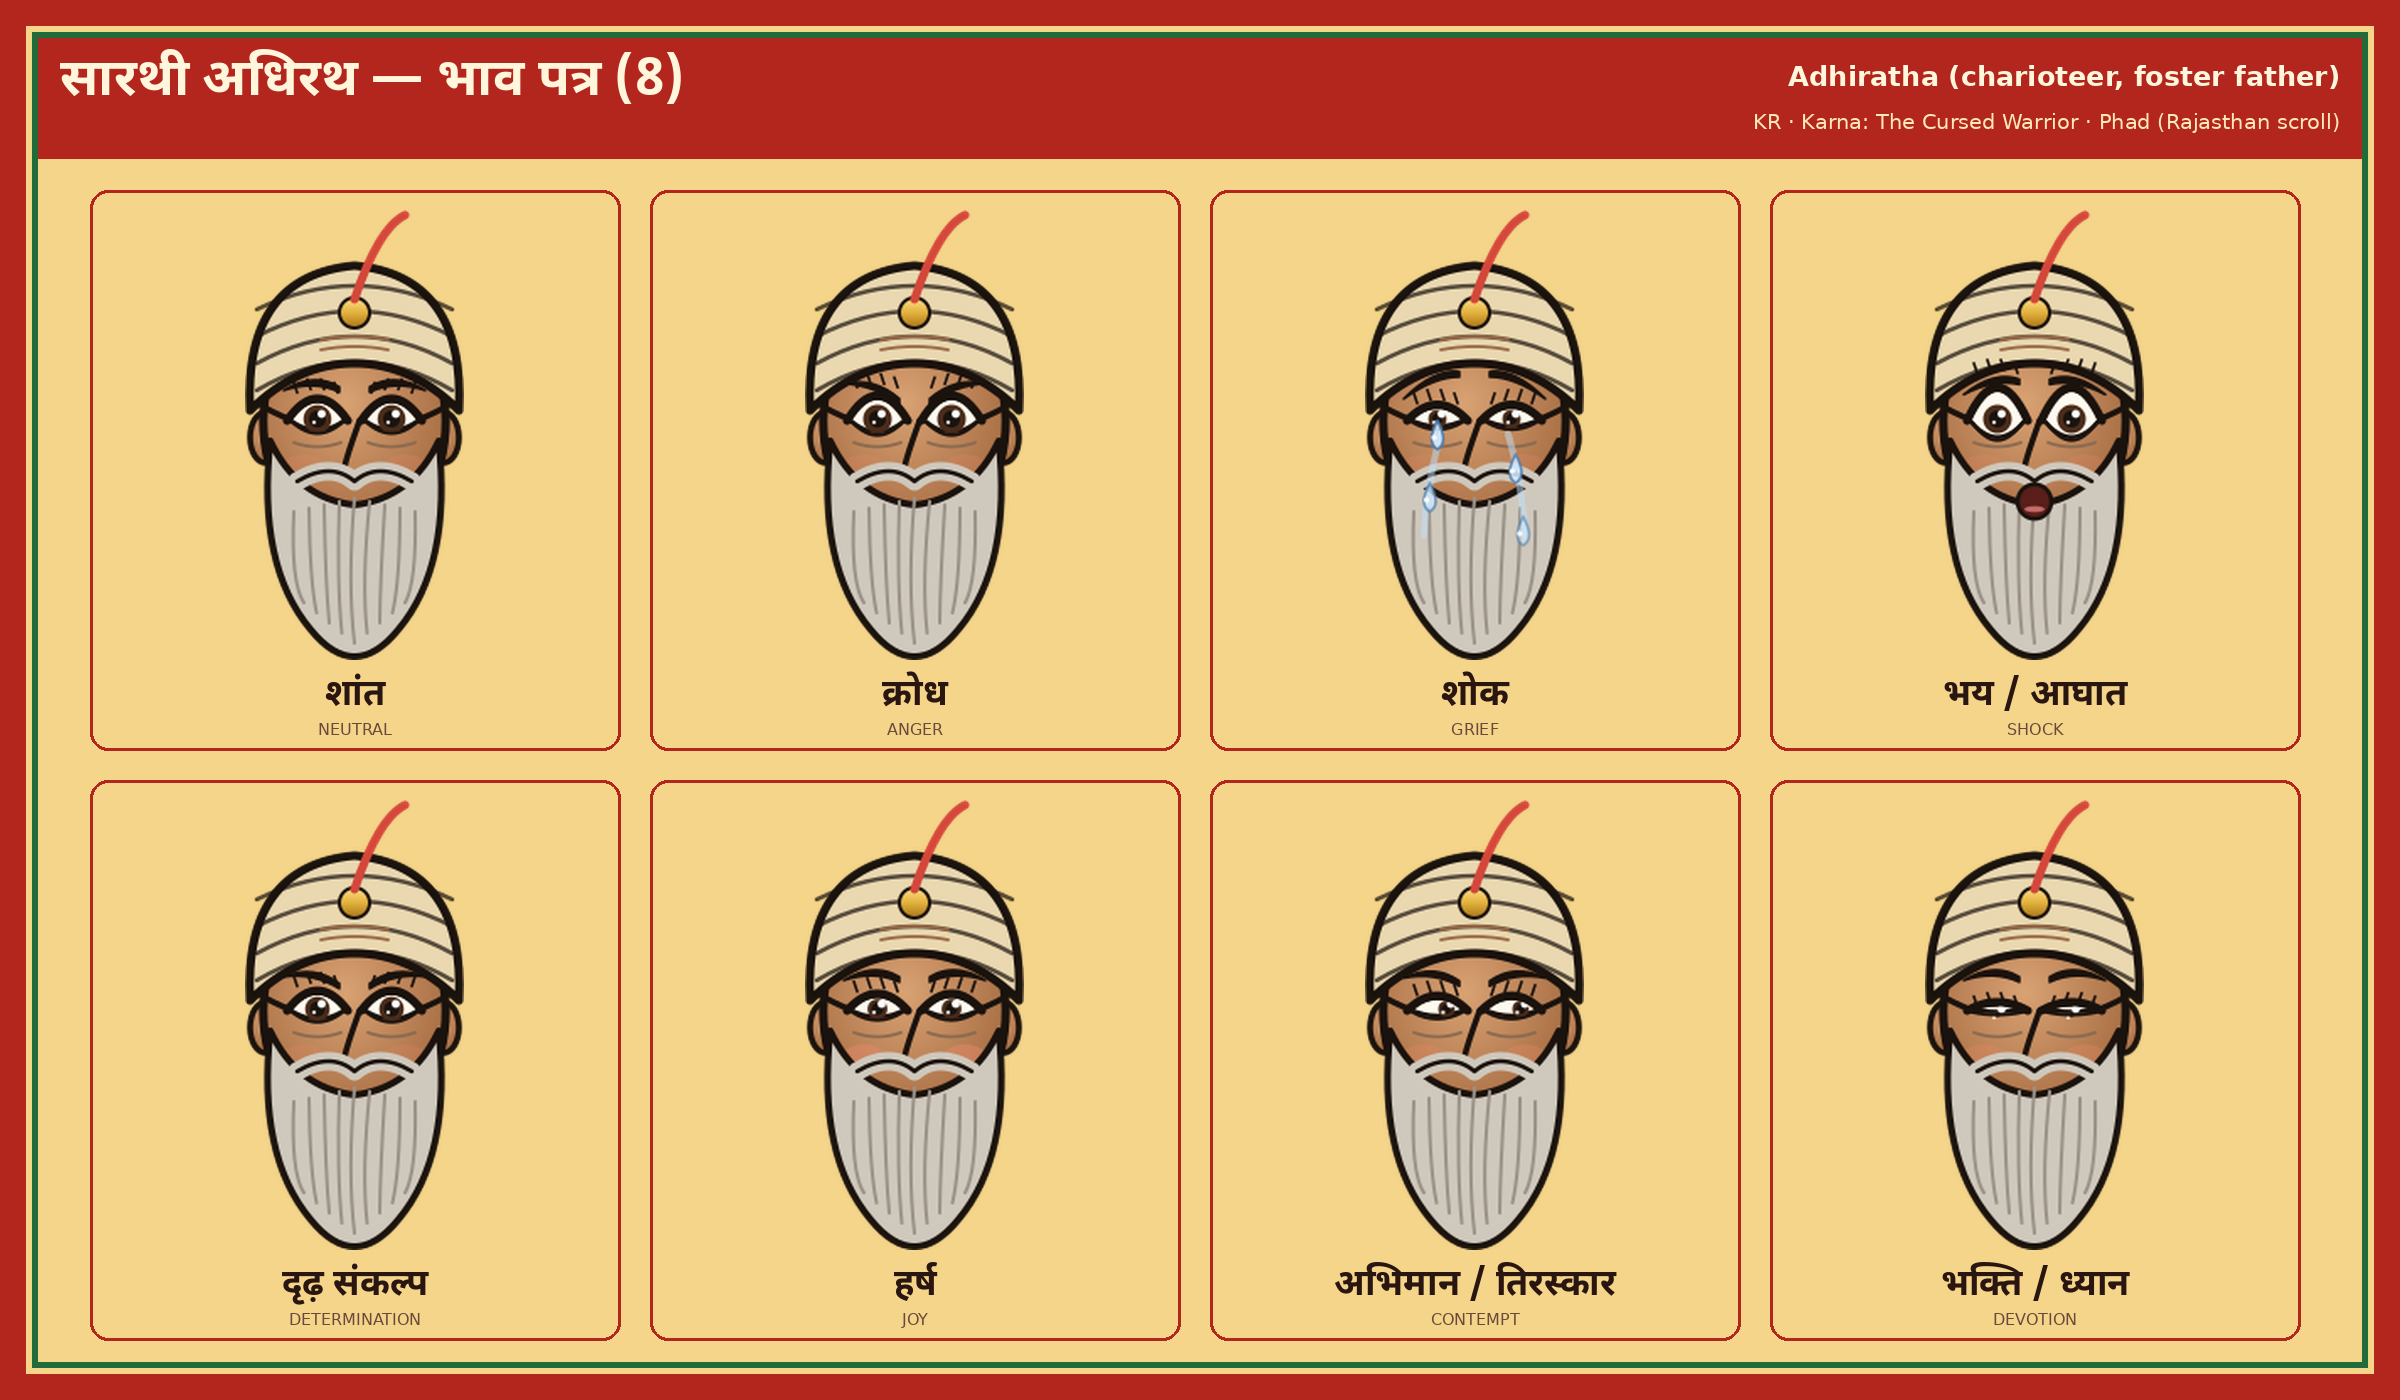 सारथी अधिरथ — भाव पत्र (8)
Adhiratha (charioteer, foster father)
KR · Karna: The Cursed Warrior · Phad (Rajasthan scroll)
शांत
NEUTRAL
क्रोध
ANGER
शोक
GRIEF
भय / आघात
SHOCK
दृढ़ संकल्प
DETERMINATION
हर्ष
JOY
अभिमान / तिरस्कार
CONTEMPT
भक्ति / ध्यान
DEVOTION